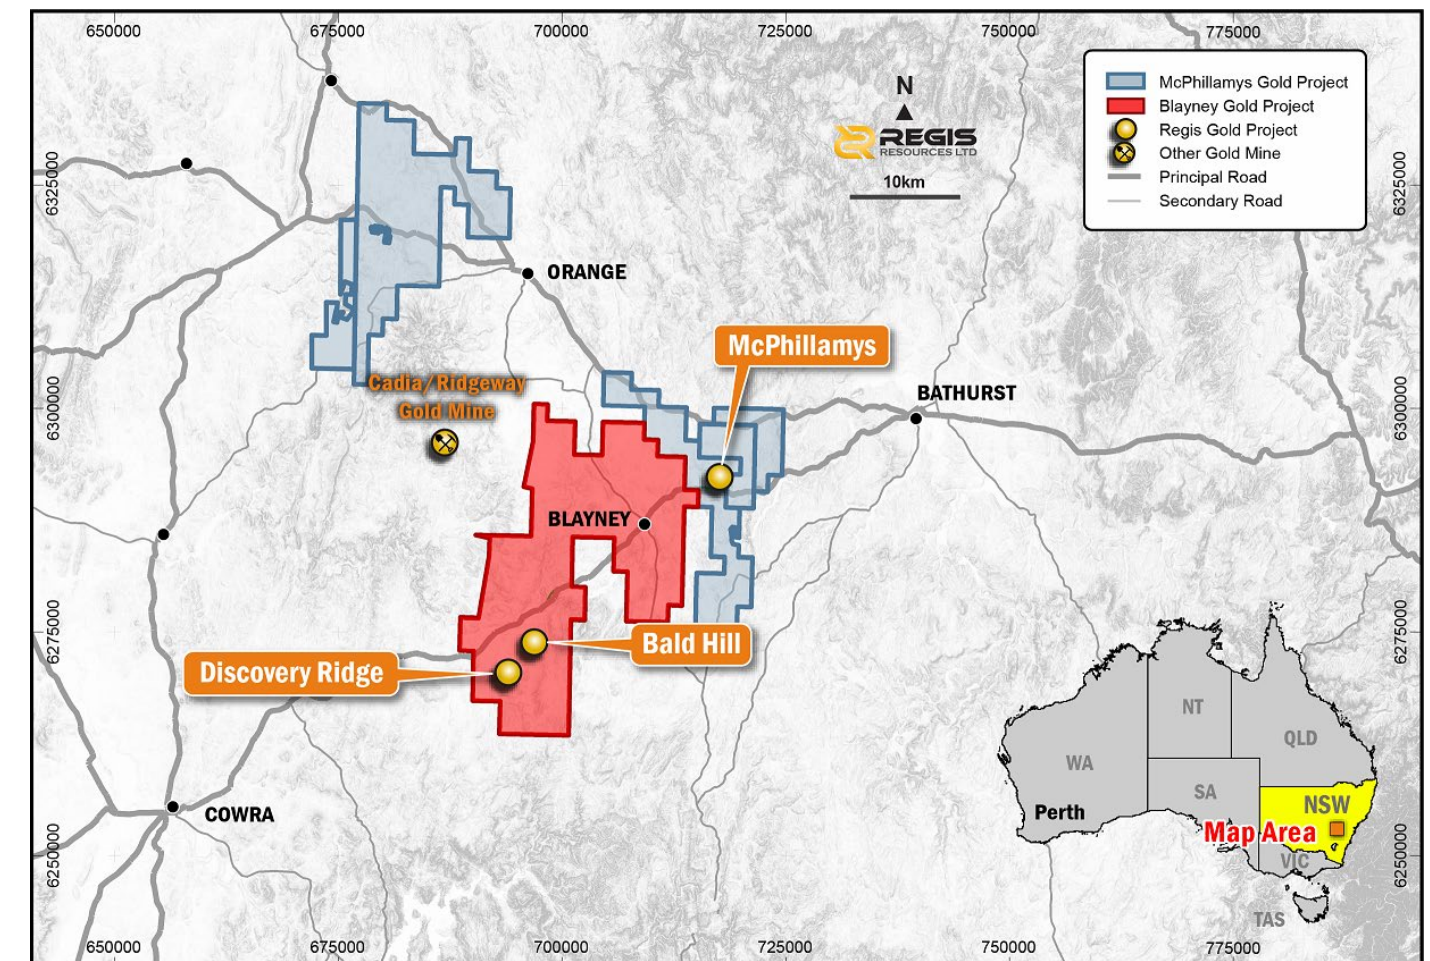 650000
675000
700000
725000
750000
775000
McPhillamys Gold Project
Blayney Gold Project
Regis Gold Project
Other Gold Mine
Principal Road
Secondary Road
N
REGIS
RESOURCES LTD
10km
6325000
6325000
ORANGE
McPhillamys
Cadia/Ridgeway
Gold Mine
BATHURST
6300000
6300000
BLAYNEY
Bald Hill
Discovery Ridge
6275000
6275000
COWRA
NT
QLD
WA
SA
NSW
Perth
Map Area
VIC
TAS
6250000
6250000
650000
675000
700000
725000
750000
775000